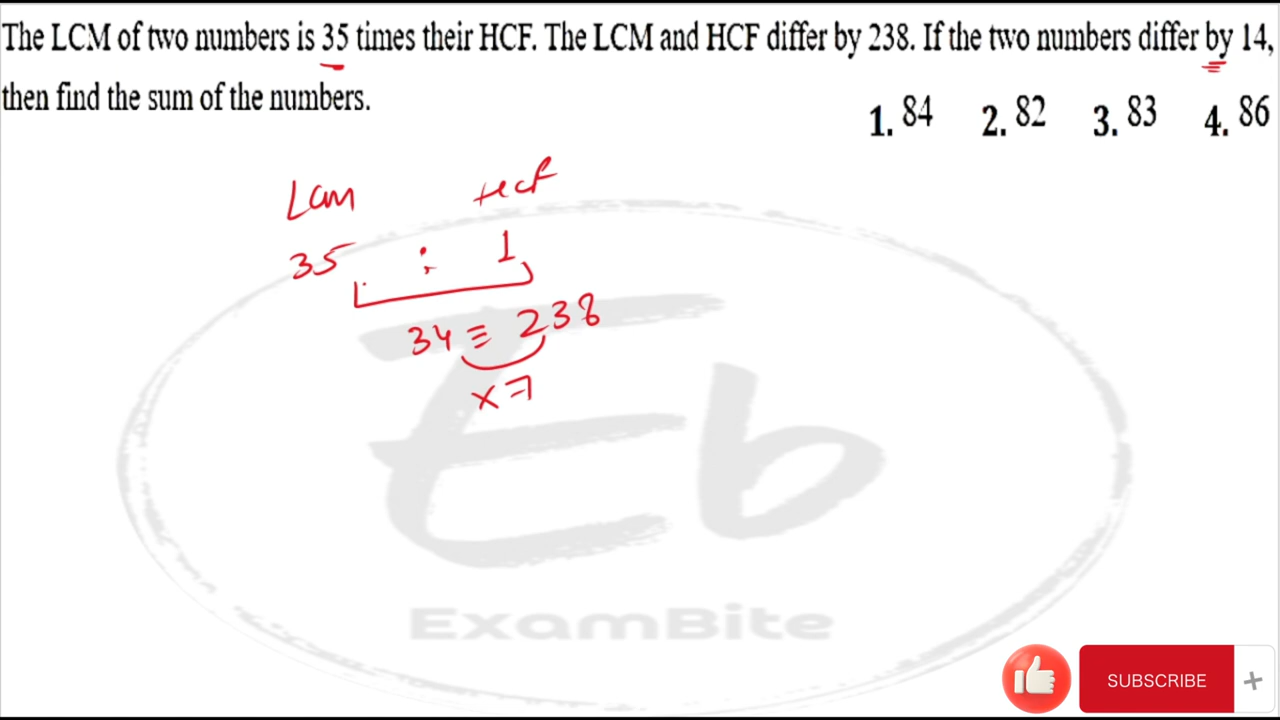 The LCM of two numbers is 35 times their HCF. The LCM and HCF differ by 238. If the two numbers differ by 14,
then find the sum of the numbers.
1. 84 2. 82 3. 83 4. 86
LCM HCF
35 : 1
34 ≡ 238
×7
Eb
ExamBite
SUBSCRIBE +